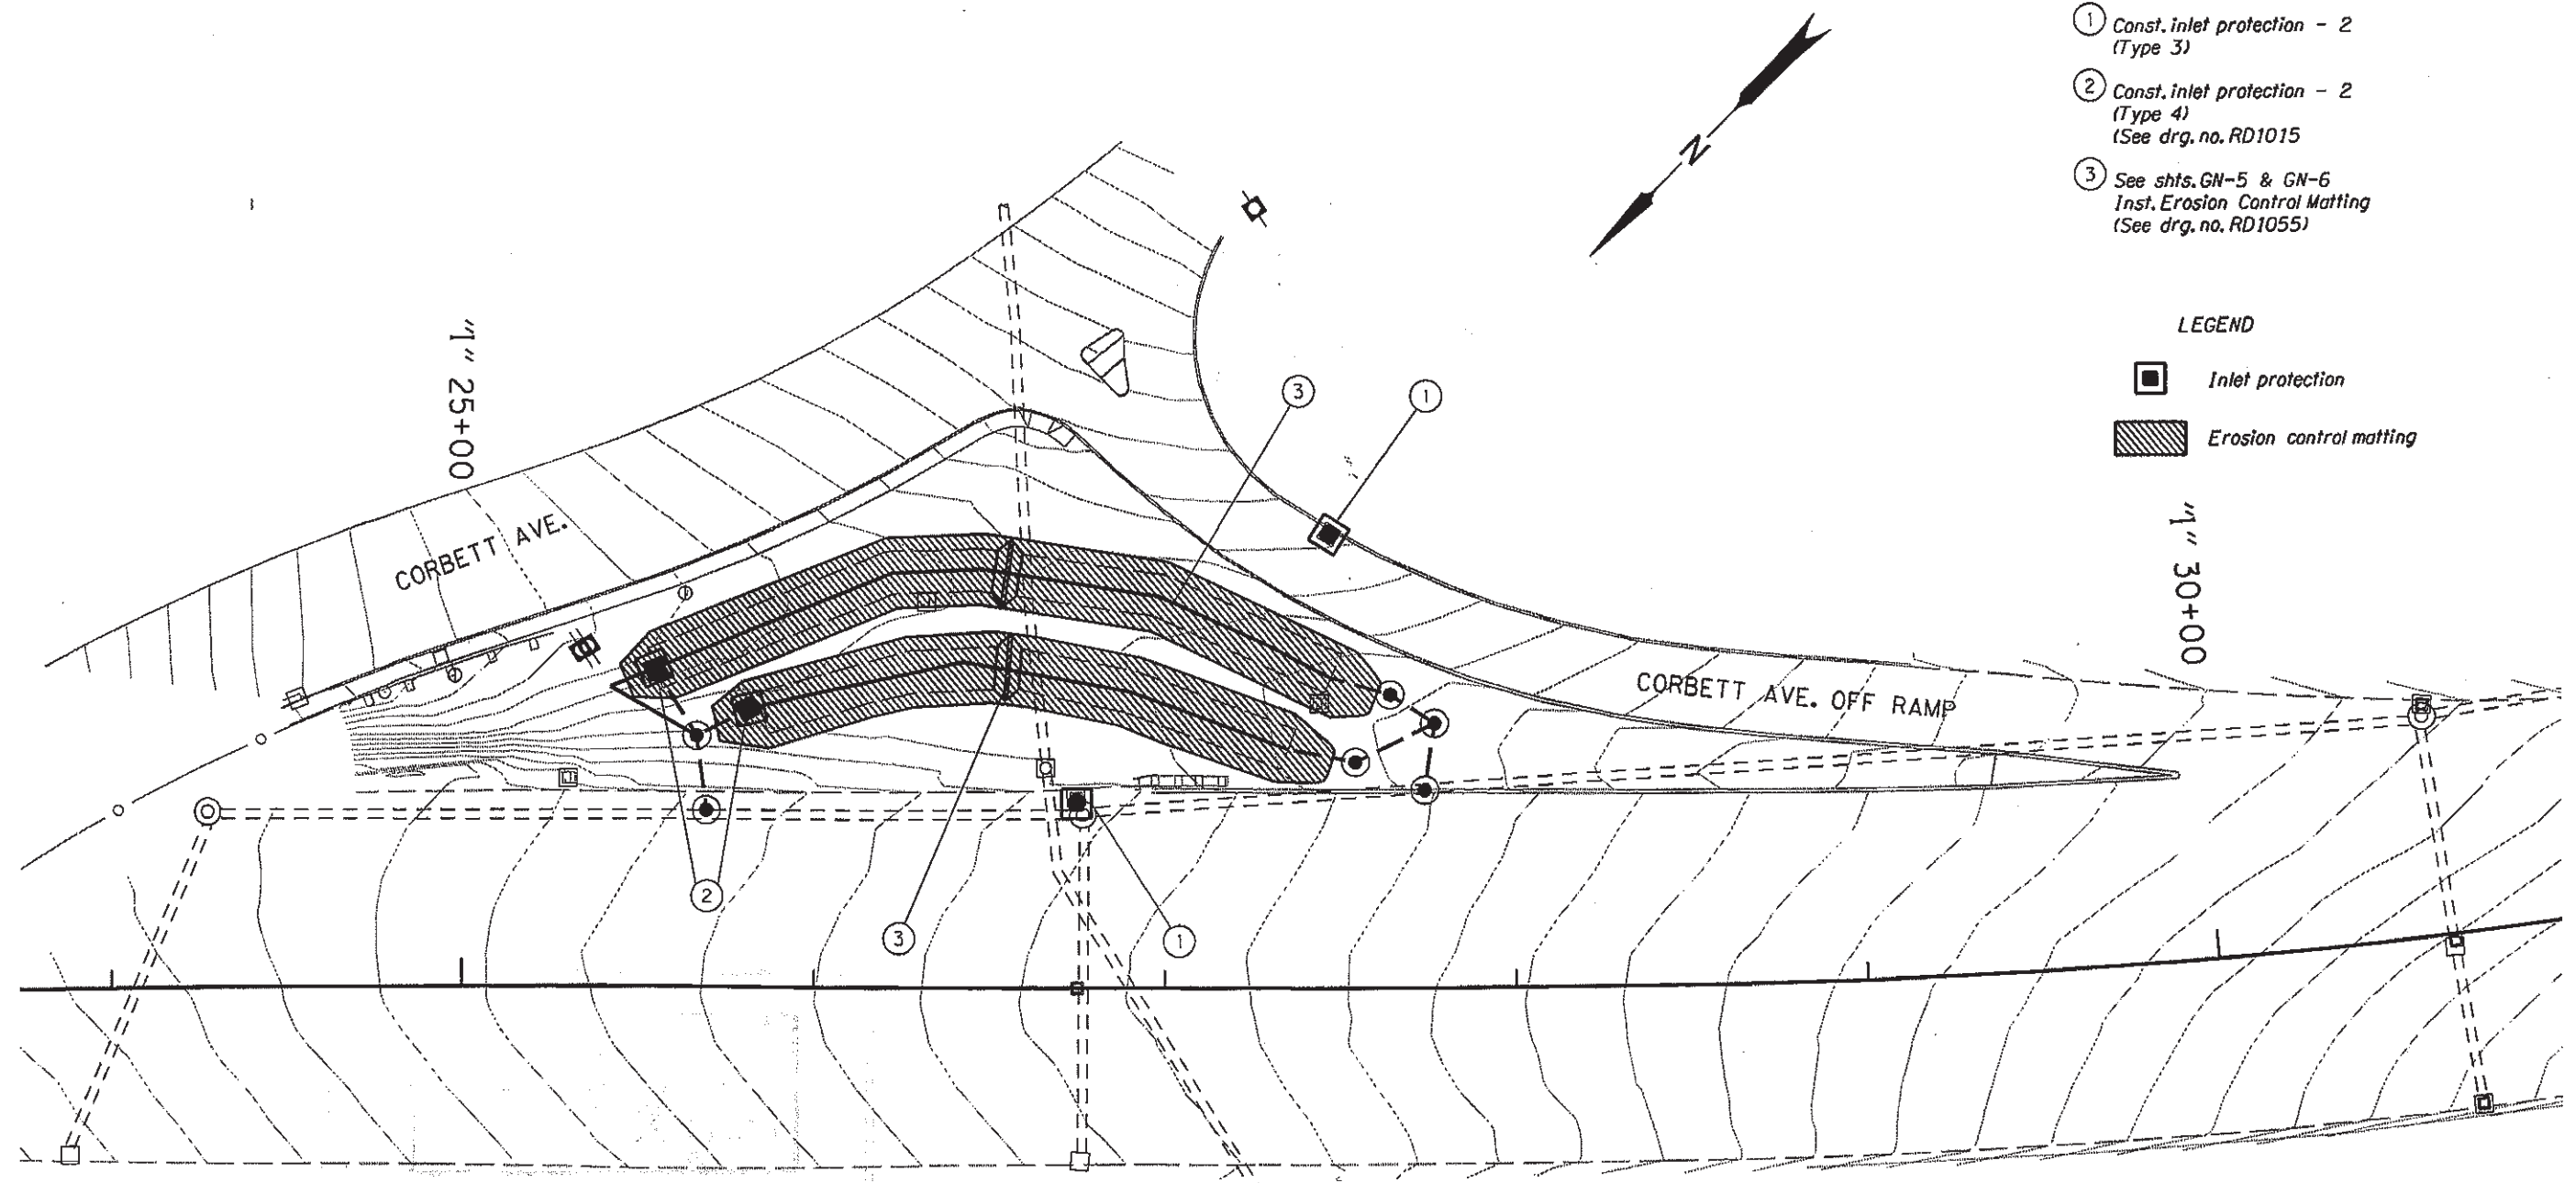 1 Const. inlet protection - 2
(Type 3)
2 Const. inlet protection - 2
(Type 4)
(See drg. no. RD1015
3 See shts. GN-5 & GN-6
Inst. Erosion Control Matting
(See drg. no. RD1055)
N
LEGEND
Inlet protection
Erosion control matting
"1" 25+00
3
1
CORBETT AVE.
"1" 30+00
CORBETT AVE. OFF RAMP
2
3
1